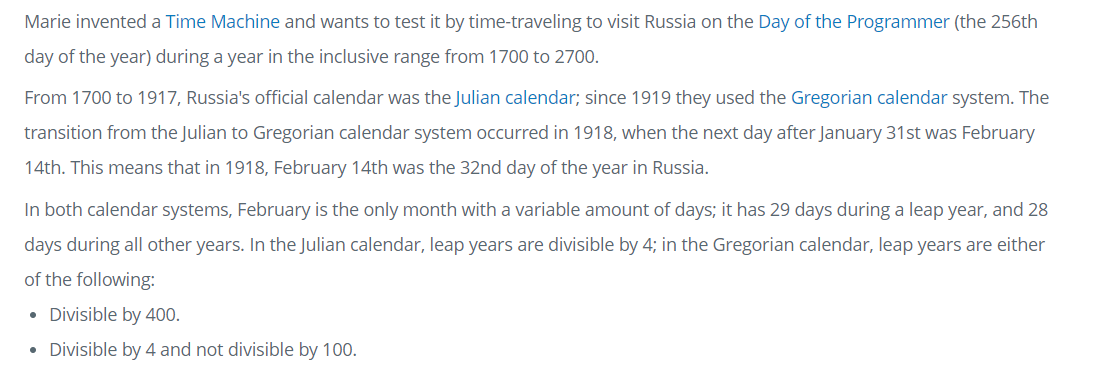 Marie invented a Time Machine and wants to test it by time-traveling to visit Russia on the Day of the Programmer (the 256th
day of the year) during a year in the inclusive range from 1700 to 2700.
From 1700 to 1917, Russia's official calendar was the Julian calendar; since 1919 they used the Gregorian calendar system. The
transition from the Julian to Gregorian calendar system occurred in 1918, when the next day after January 31st was February
14th. This means that in 1918, February 14th was the 32nd day of the year in Russia.
In both calendar systems, February is the only month with a variable amount of days; it has 29 days during a leap year, and 28
days during all other years. In the Julian calendar, leap years are divisible by 4; in the Gregorian calendar, leap years are either
of the following:
• Divisible by 400.
• Divisible by 4 and not divisible by 100.